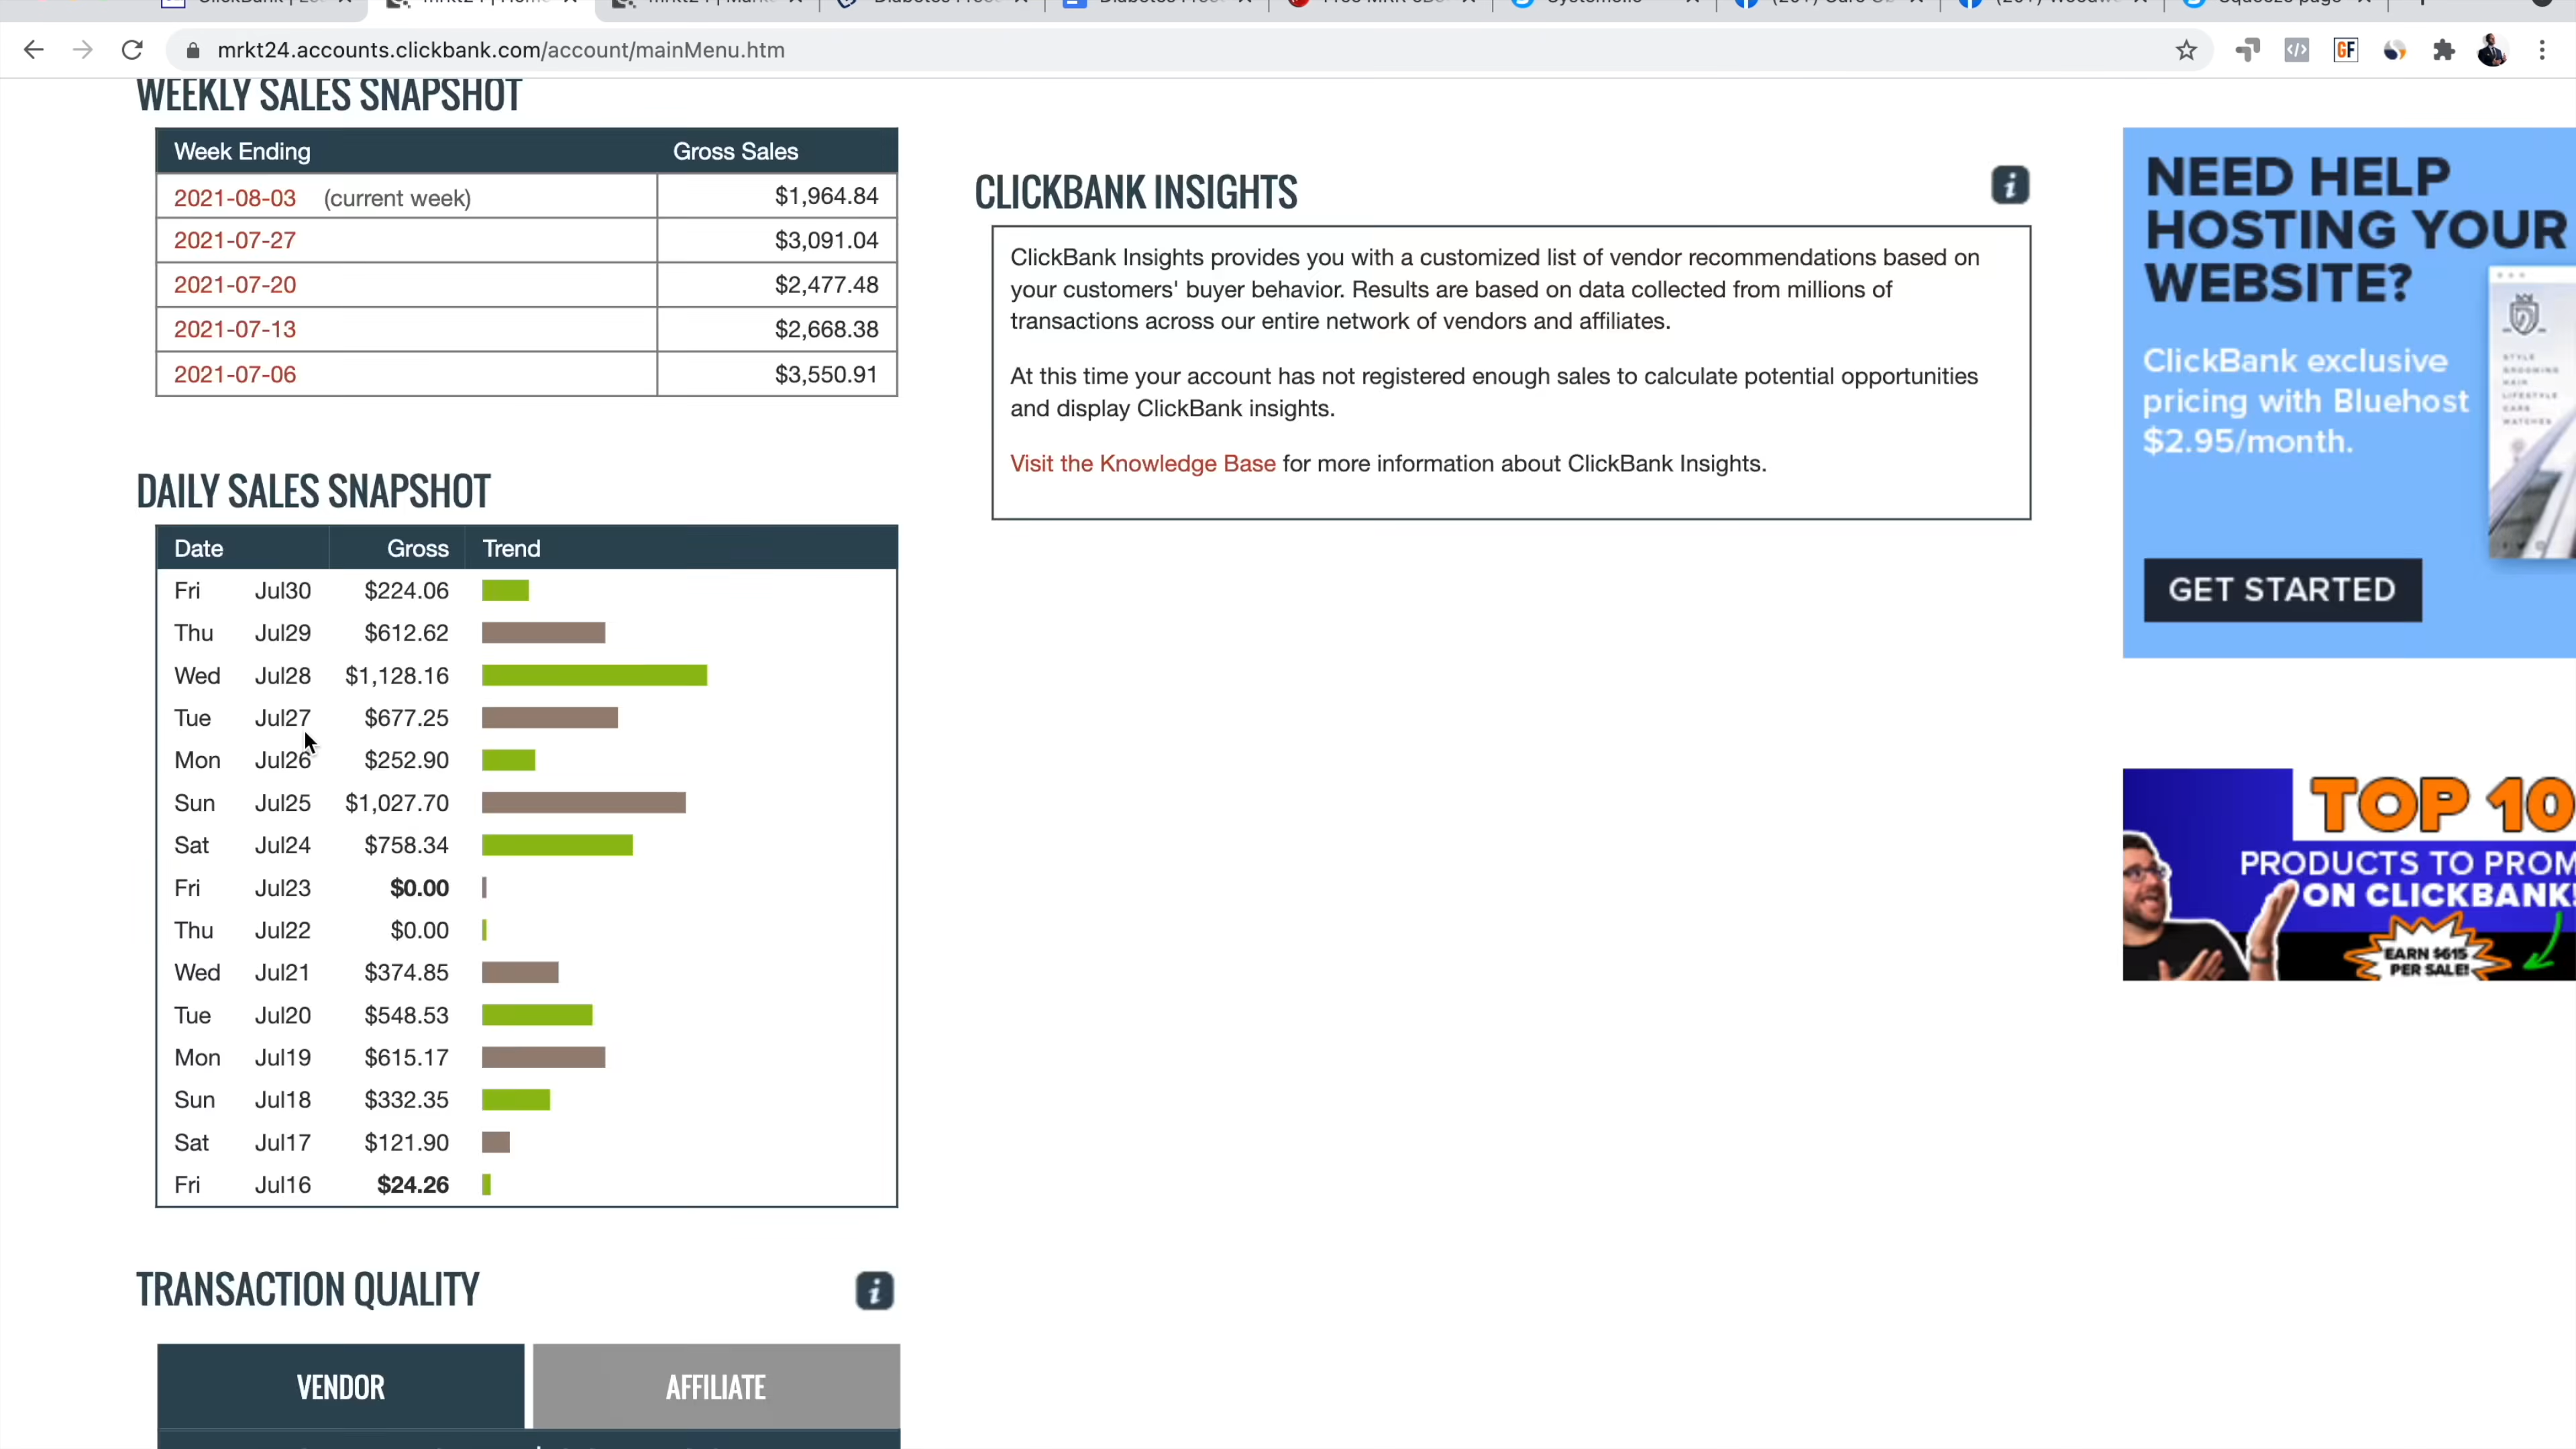 mrkt24.accounts.clickbank.com/account/mainMenu.htm
GF
WEEKLY SALES SNAPSHOT
Week Ending Gross Sales
2021-08-03 (current week) $1,964.84
2021-07-27 $3,091.04
2021-07-20 $2,477.48
2021-07-13 $2,668.38
2021-07-06 $3,550.91
DAILY SALES SNAPSHOT
Date Gross Trend
Fri Jul30 $224.06
Thu Jul29 $612.62
Wed Jul28 $1,128.16
Tue Jul27 $677.25
Mon Jul26 $252.90
Sun Jul25 $1,027.70
Sat Jul24 $758.34
Fri Jul23 $0.00
Thu Jul22 $0.00
Wed Jul21 $374.85
Tue Jul20 $548.53
Mon Jul19 $615.17
Sun Jul18 $332.35
Sat Jul17 $121.90
Fri Jul16 $24.26
TRANSACTION QUALITY
VENDOR AFFILIATE
CLICKBANK INSIGHTS
ClickBank Insights provides you with a customized list of vendor recommendations based on
your customers' buyer behavior. Results are based on data collected from millions of
transactions across our entire network of vendors and affiliates.
At this time your account has not registered enough sales to calculate potential opportunities
and display ClickBank insights.
Visit the Knowledge Base for more information about ClickBank Insights.
NEED HELP
HOSTING YOUR
WEBSITE?
ClickBank exclusive
pricing with Bluehost
$2.95/month.
GET STARTED
TOP 10
PRODUCTS TO PROM
ON CLICKBANK!
EARN $615
PER SALE!